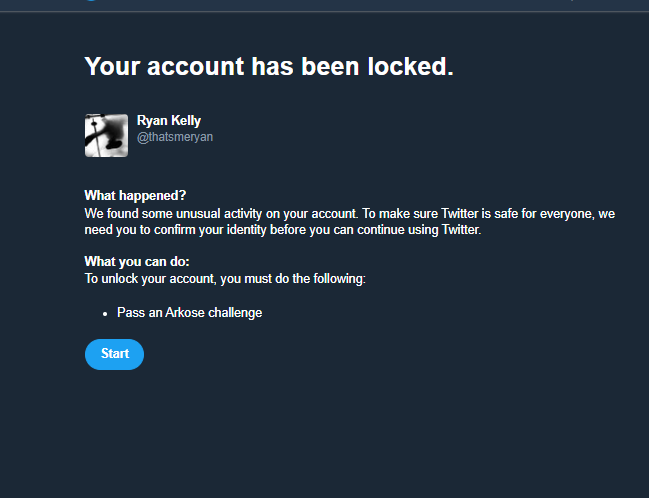 Your account has been locked.
Ryan Kelly
@thatsmeryan
What happened?
We found some unusual activity on your account. To make sure Twitter is safe for everyone, we
need you to confirm your identity before you can continue using Twitter.
What you can do:
To unlock your account, you must do the following:
• Pass an Arkose challenge
Start